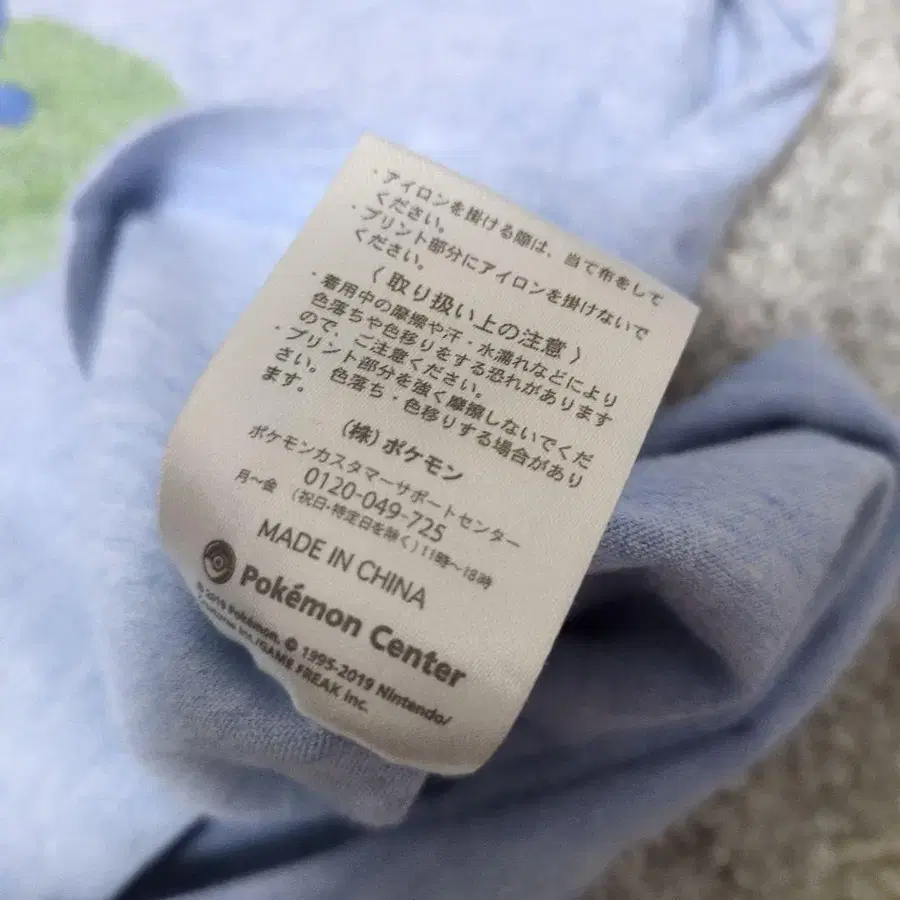 ・アイロンを掛ける際は、当て布をして
ください。
・プリント部分にアイロンを掛けないで
ください。
〈 取り扱い上の注意 〉
・着用中の摩擦や汗・水濡れなどにより
色落ちや色移りをする恐れがあります
ので、ご注意ください。
・プリント部分を強く摩擦しないでくだ
さい。色落ち・色移りする場合があり
ます。
(株)ポケモン
ポケモンカスタマーサポートセンター
0120-049-725
月〜金 (祝日・特定日を除く) 11時〜18時
MADE IN CHINA
Pokémon Center
©2019 Pokémon. © 1995-2019 Nintendo/
Creatures Inc./GAME FREAK inc.